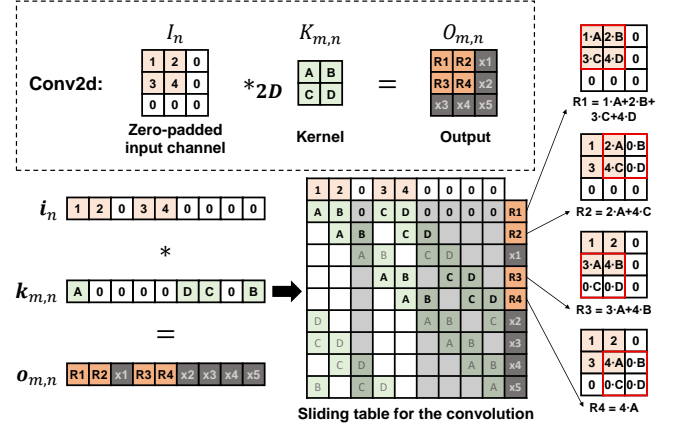 I_n K_{m,n} O_{m,n}
Conv2d:
1 2 0
3 4 0
0 0 0
*2D
A B
C D
=
R1 R2 x1
R3 R4 x2
x3 x4 x5
Zero-padded
input channel
Kernel
Output
i_n 1 2 0 3 4 0 0 0 0
*
k_{m,n} A 0 0 0 0 D C 0 B
=
o_{m,n} R1 R2 x1 R3 R4 x2 x3 x4 x5
1 2 0 3 4 0 0 0 0
A B 0 C D 0 0 0 0 R1
A B C D R2
A B C D x1
A B C D R3
A B C D R4
D A B C x2
C D A B x3
C D A B x4
B C D A x5
Sliding table for the convolution
1·A 2·B 0
3·C 4·D 0
0 0 0
R1 = 1·A+2·B+
3·C+4·D
1 2·A 0·B
3 4·C 0·D
0 0 0
R2 = 2·A+4·C
1 2 0
3·A 4·B 0
0·C 0·D 0
R3 = 3·A+4·B
1 2 0
3 4·A 0·B
0 0·C 0·D
R4 = 4·A